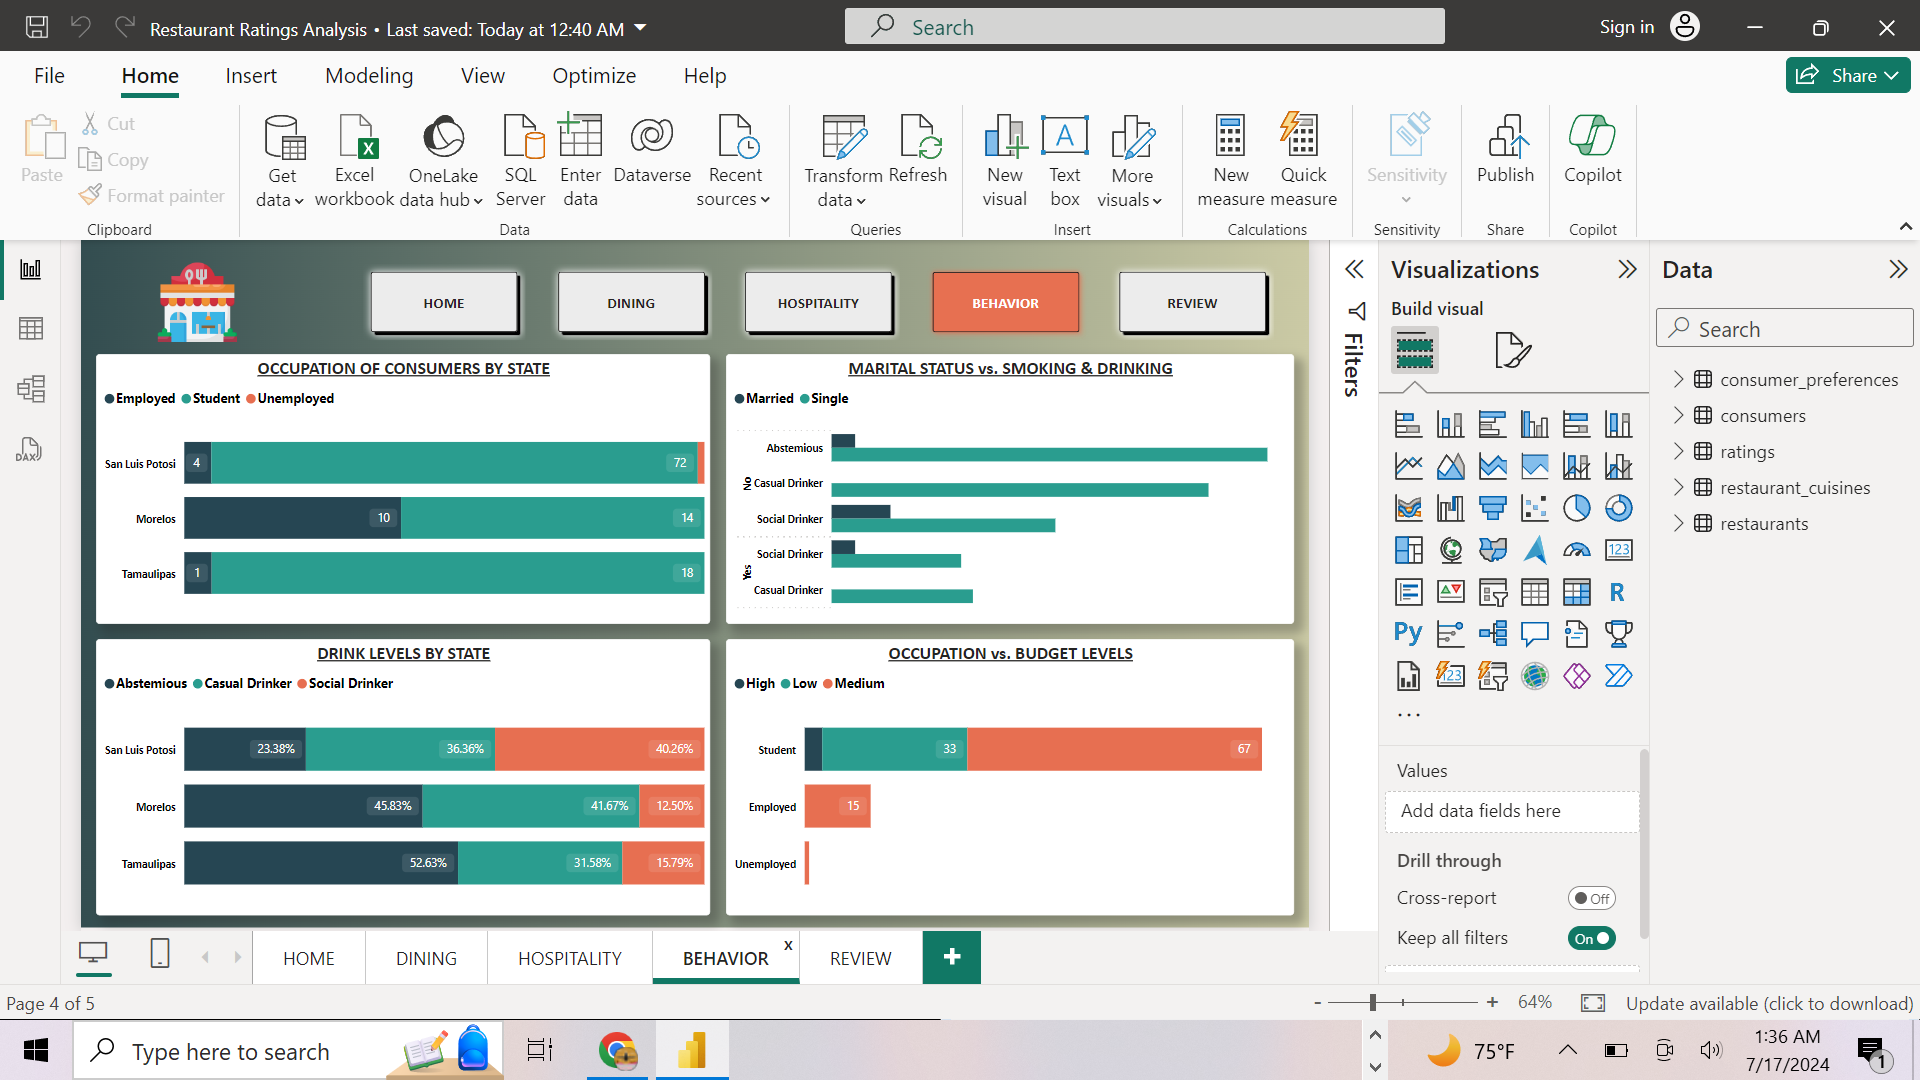 Restaurant Ratings Analysis • Last saved: Today at 12:40 AM
Search
Sign in
File Home Insert Modeling View Optimize Help
Share
Paste
Cut
Copy
Format painter
Clipboard
Get data
Excel workbook
OneLake data hub
SQL Server
Enter data
Dataverse
Recent sources
Data
Transform data
Refresh
Queries
New visual
Text box
More visuals
Insert
New measure
Quick measure
Calculations
Sensitivity
Sensitivity
Publish
Share
Copilot
Copilot
HOME DINING HOSPITALITY BEHAVIOR REVIEW
OCCUPATION OF CONSUMERS BY STATE
Employed Student Unemployed
San Luis Potosi 4 72
Morelos 10 14
Tamaulipas 1 18
MARITAL STATUS vs. SMOKING & DRINKING
Married Single
No
Abstemious
Casual Drinker
Social Drinker
Yes
Social Drinker
Casual Drinker
DRINK LEVELS BY STATE
Abstemious Casual Drinker Social Drinker
San Luis Potosi 23.38% 36.36% 40.26%
Morelos 45.83% 41.67% 12.50%
Tamaulipas 52.63% 31.58% 15.79%
OCCUPATION vs. BUDGET LEVELS
High Low Medium
Student 33 67
Employed 15
Unemployed
Filters
Visualizations
Build visual
123
R
Py
123
...
Values
Add data fields here
Drill through
Cross-report Off
Keep all filters On
Data
Search
consumer_preferences
consumers
ratings
restaurant_cuisines
restaurants
DAX
HOME DINING HOSPITALITY BEHAVIOR x REVIEW +
Page 4 of 5
- + 64%
Update available (click to download)
Type here to search
75°F
1:36 AM
7/17/2024
1